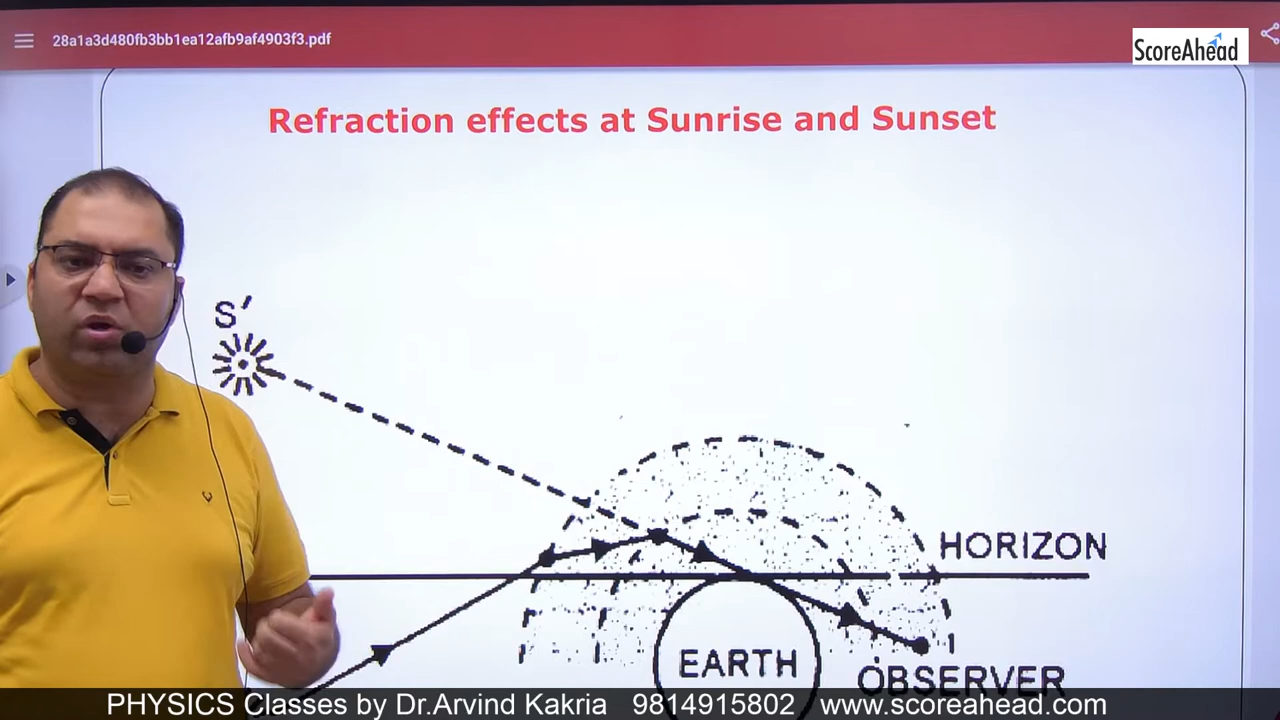 28a1a3d480fb3bb1ea12afb9af4903f3.pdf
ScoreAhead
Refraction effects at Sunrise and Sunset
S'
HORIZON
EARTH
OBSERVER
PHYSICS Classes by Dr.Arvind Kakria 9814915802 www.scoreahead.com